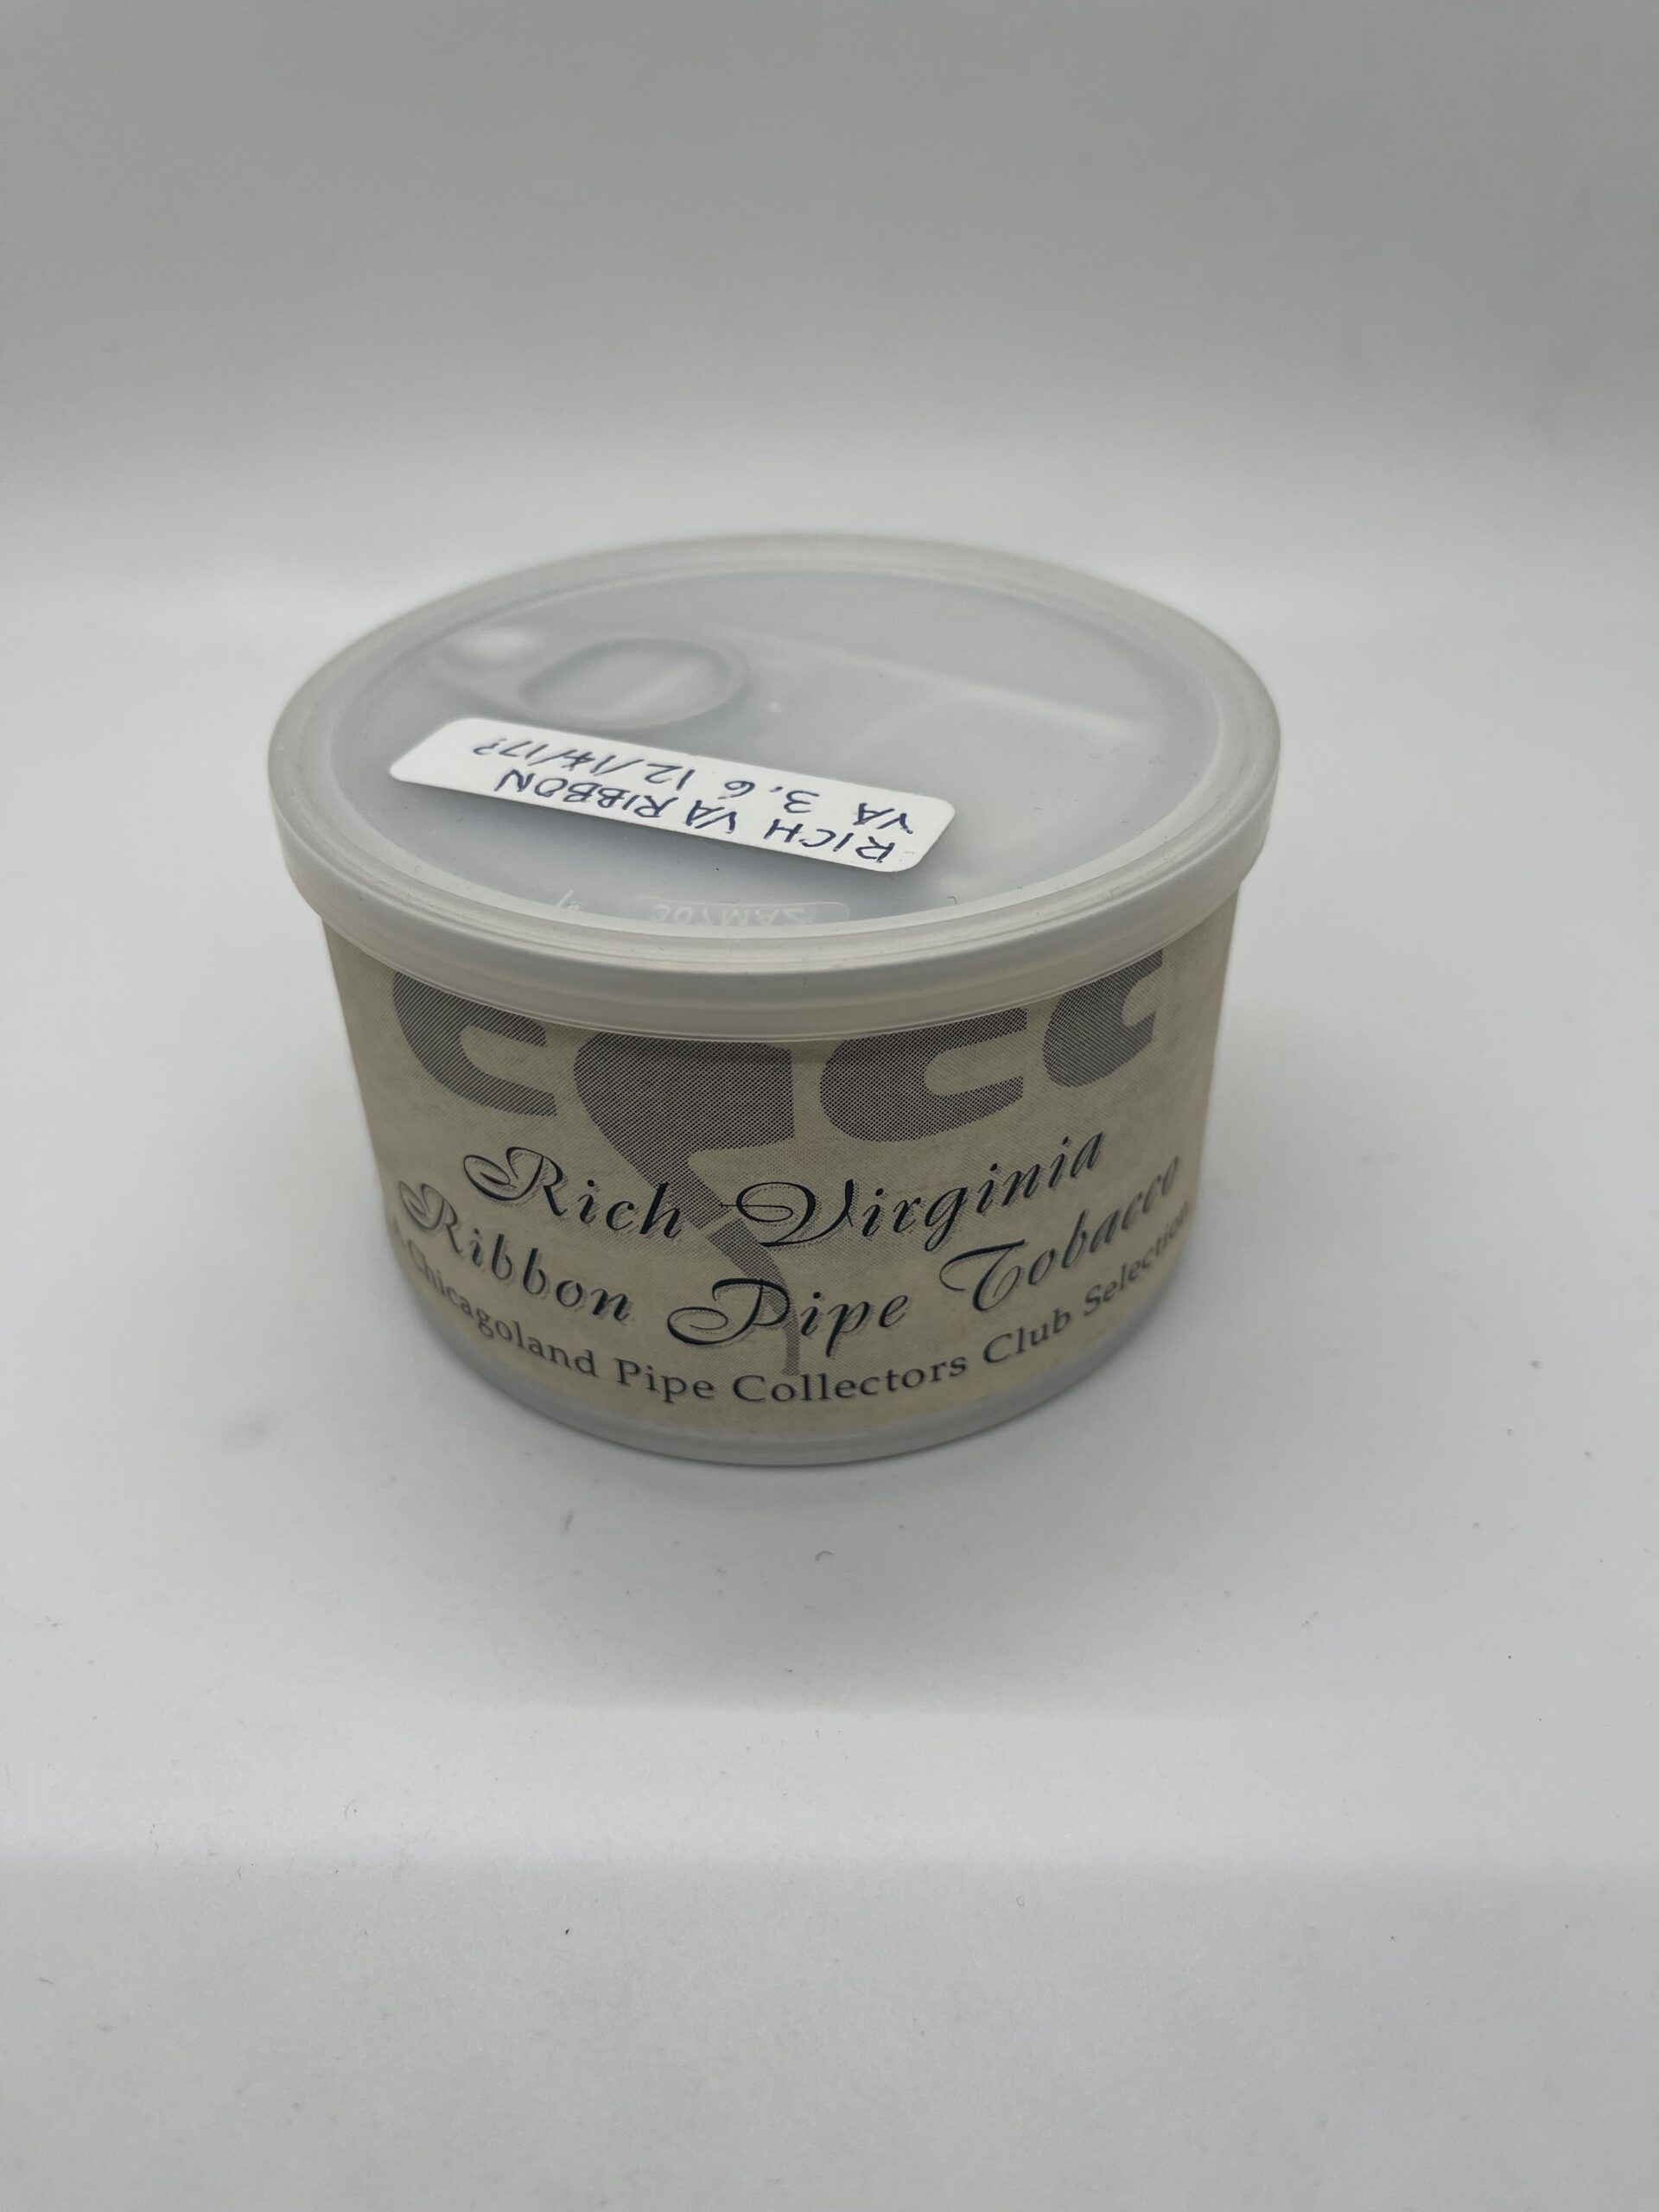 RICH VA RIBBON
VA 3.6 12/14/17?
CPCC
Rich Virginia
Ribbon Pipe Tobacco
Chicagoland Pipe Collectors Club Selection